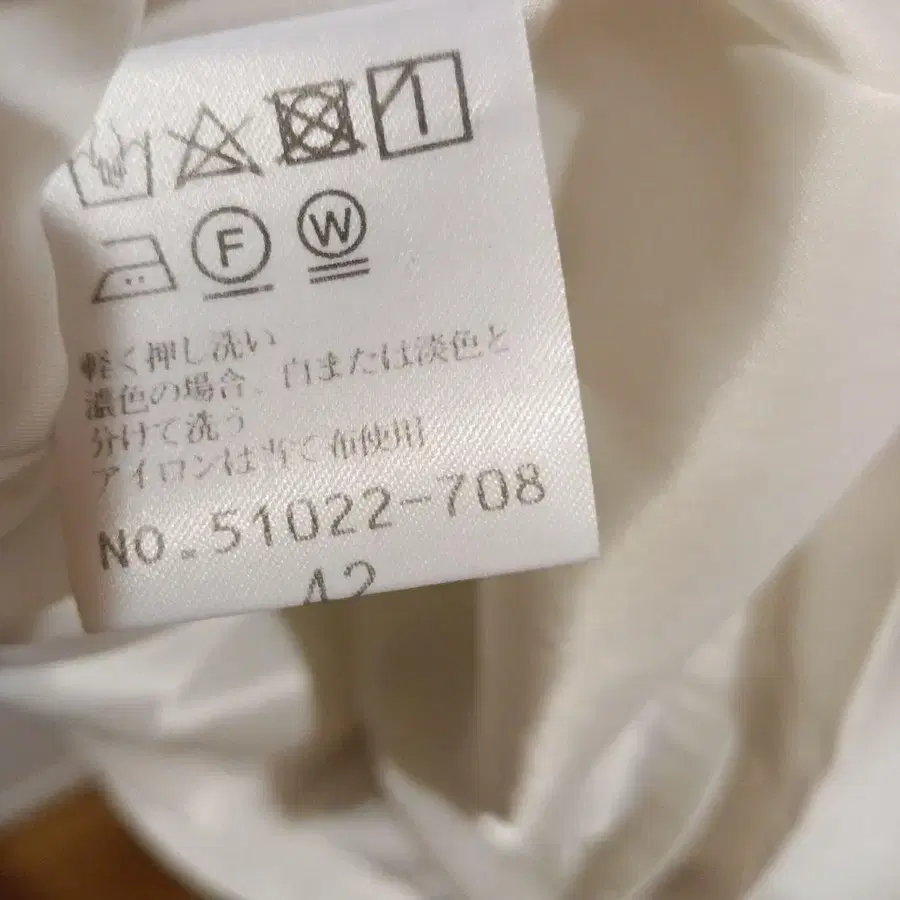 F W
軽く押し洗い
濃色の場合、白または淡色と
分けて洗う
アイロンは当て布使用
NO.51022-708
42